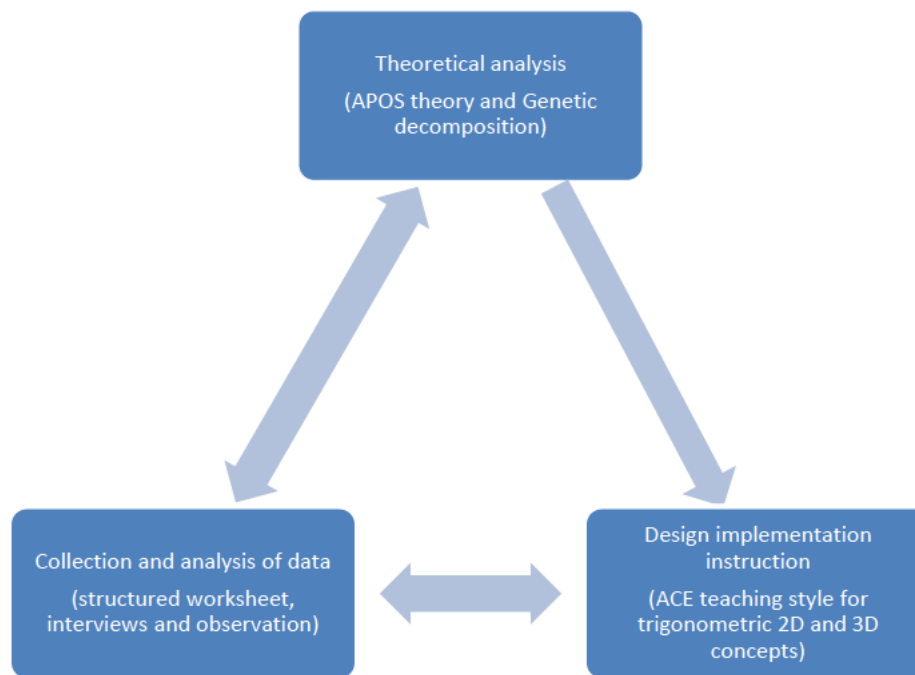 Theoretical analysis
(APOS theory and Genetic
decomposition)
Collection and analysis of data
(structured worksheet,
interviews and observation)
Design implementation
instruction
(ACE teaching style for
trigonometric 2D and 3D
concepts)